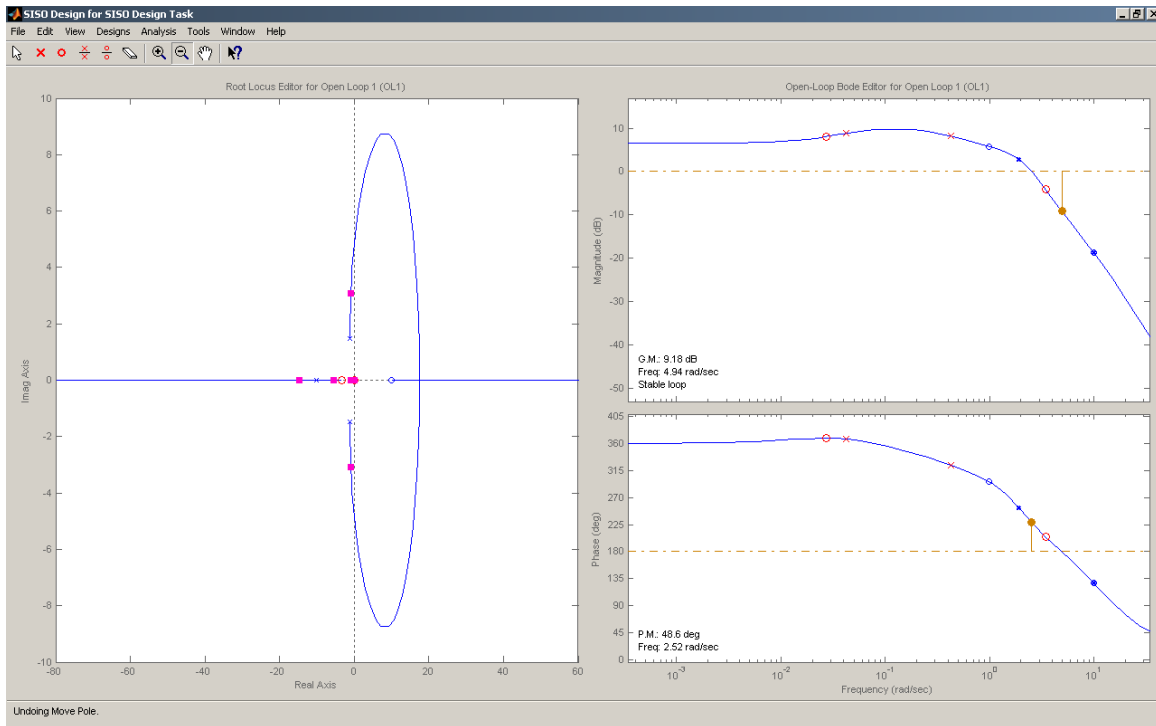 SISO Design for SISO Design Task
File Edit View Designs Analysis Tools Window Help
Root Locus Editor for Open Loop 1 (OL1)
10
8
6
4
2
0
-2
-4
-6
-8
-10
Imag Axis
-80 -60 -40 -20 0 20 40 60
Real Axis
Open-Loop Bode Editor for Open Loop 1 (OL1)
10
0
-10
-20
-30
-40
-50
Magnitude (dB)
G.M.: 9.18 dB
Freq: 4.94 rad/sec
Stable loop
405
360
315
270
225
180
135
90
45
0
Phase (deg)
P.M.: 48.6 deg
Freq: 2.52 rad/sec
10^-3 10^-2 10^-1 10^0 10^1
Frequency (rad/sec)
Undoing Move Pole.